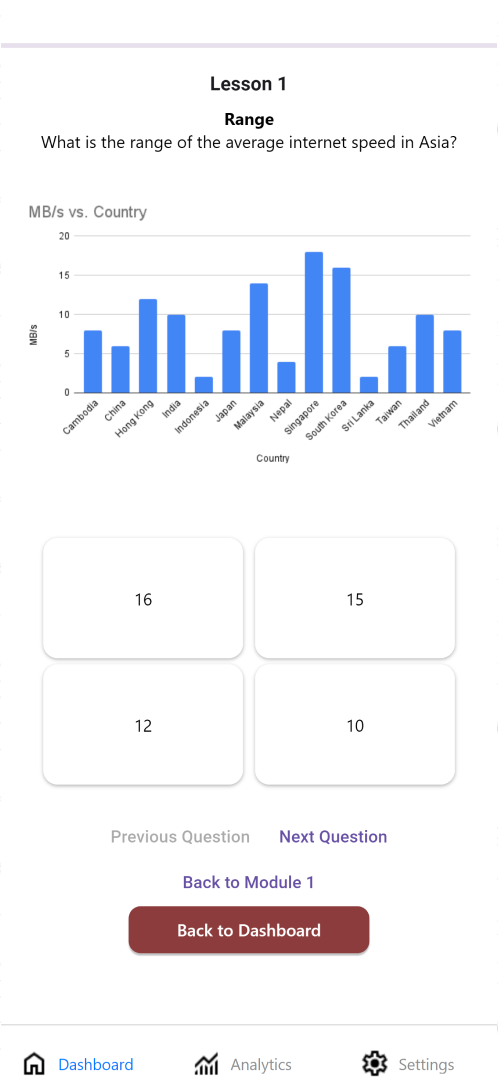 Lesson 1
Range
What is the range of the average internet speed in Asia?
MB/s vs. Country
20
15
10
5
0
MB/s
Cambodia
China
Hong Kong
India
Indonesia
Japan
Malaysia
Nepal
Singapore
South Korea
Sri Lanka
Taiwan
Thailand
Vietnam
Country
16
15
12
10
Previous Question
Next Question
Back to Module 1
Back to Dashboard
Dashboard
Analytics
Settings